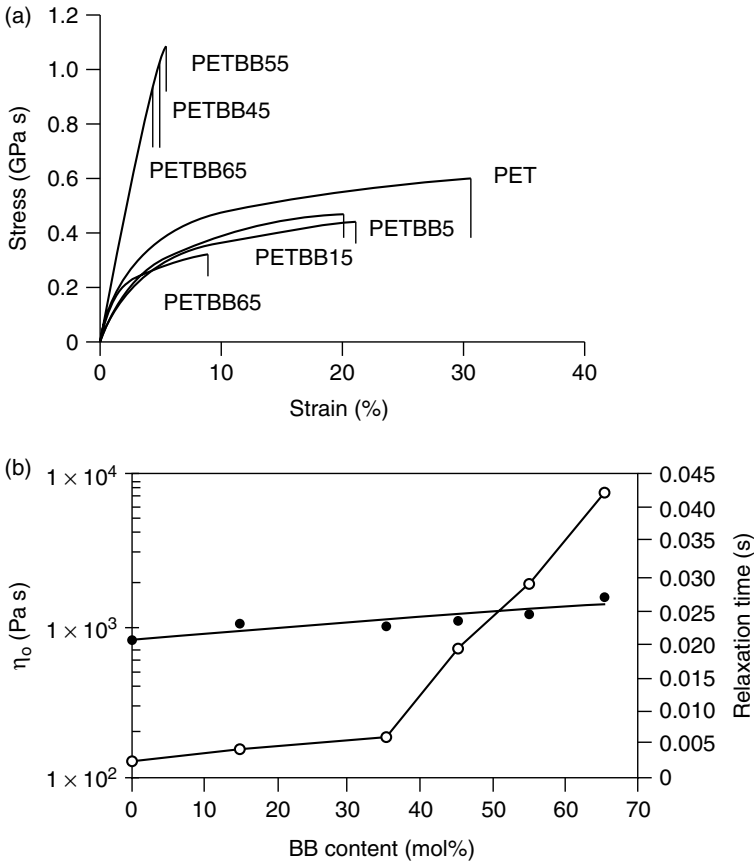 (a)
1.2
1.0
0.8
0.6
0.4
0.2
0
Stress (GPa s)
PETBB55
PETBB45
PETBB65
PET
PETBB5
PETBB15
PETBB65
0 10 20 30 40
Strain (%)
(b)
1 × 10⁴
1 × 10³
1 × 10²
ηₒ (Pa s)
0.045
0.040
0.035
0.030
0.025
0.020
0.015
0.010
0.005
0
Relaxation time (s)
0 10 20 30 40 50 60 70
BB content (mol%)